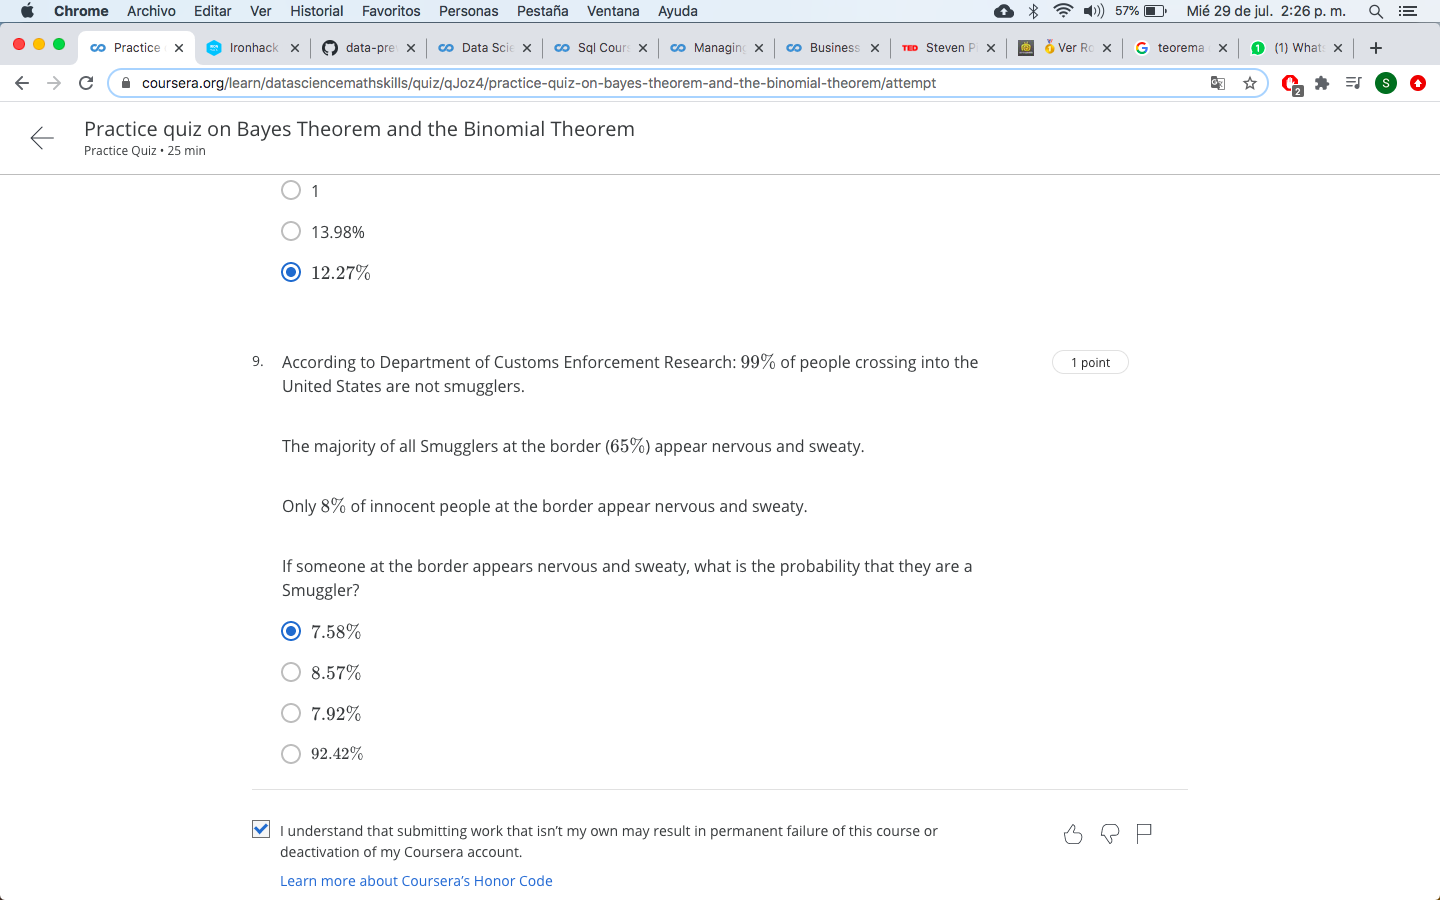 Chrome Archivo Editar Ver Historial Favoritos Personas Pestaña Ventana Ayuda 57% Mié 29 de jul. 2:26 p. m.
Practice Ironhack data-pre Data Scie Sql Cour Managing Business TED Steven P Ver Ro teorema 1 (1) What
coursera.org/learn/datasciencemathskills/quiz/qJoz4/practice-quiz-on-bayes-theorem-and-the-binomial-theorem/attempt 2 S
Practice quiz on Bayes Theorem and the Binomial Theorem
Practice Quiz • 25 min
1
13.98%
12.27%
9. According to Department of Customs Enforcement Research: 99% of people crossing into the 1 point
United States are not smugglers.
The majority of all Smugglers at the border (65%) appear nervous and sweaty.
Only 8% of innocent people at the border appear nervous and sweaty.
If someone at the border appears nervous and sweaty, what is the probability that they are a
Smuggler?
7.58%
8.57%
7.92%
92.42%
I understand that submitting work that isn't my own may result in permanent failure of this course or
deactivation of my Coursera account.
Learn more about Coursera's Honor Code